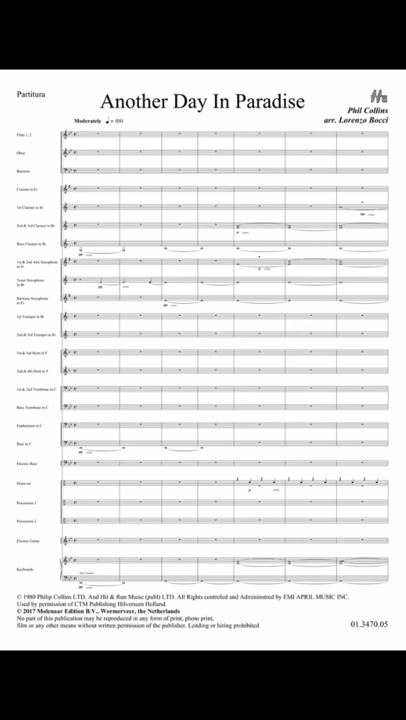 Partitura
Another Day In Paradise
Phil Collins
arr. Lorenzo Bocci
Moderately ♩= 100
Flute 1, 2
Oboe
Bassoon
Clarinet in E♭
1st Clarinet in B♭
2nd & 3rd Clarinet in B♭
Bass Clarinet in B♭
1st & 2nd Alto Saxophone
in E♭
Tenor Saxophone
in B♭
Baritone Saxophone
in E♭
1st Trumpet in B♭
2nd & 3rd Trumpet in B♭
1st & 3rd Horn in F
2nd & 4th Horn in F
1st & 2nd Trombone in C
Bass Trombone in C
Euphonium in C
Bass in C
Electric Bass
Drum set
Percussion 1
Percussion 2
Electric Guitar
Keyboards
© 1980 Philip Collins LTD. And Hit & Run Music (publ) LTD. All Rights controled and Admininstred by EMI APRIL MUSIC INC.
Used by permission of CTM Publishing Hilversum Holland.
© 2017 Molenaar Edition B.V., Wormerveer, the Netherlands
No part of this publication may be reproduced in any form of print, photo print,
film or any other means without written permission of the publisher. Lending or hiring prohibited
01.3470.05